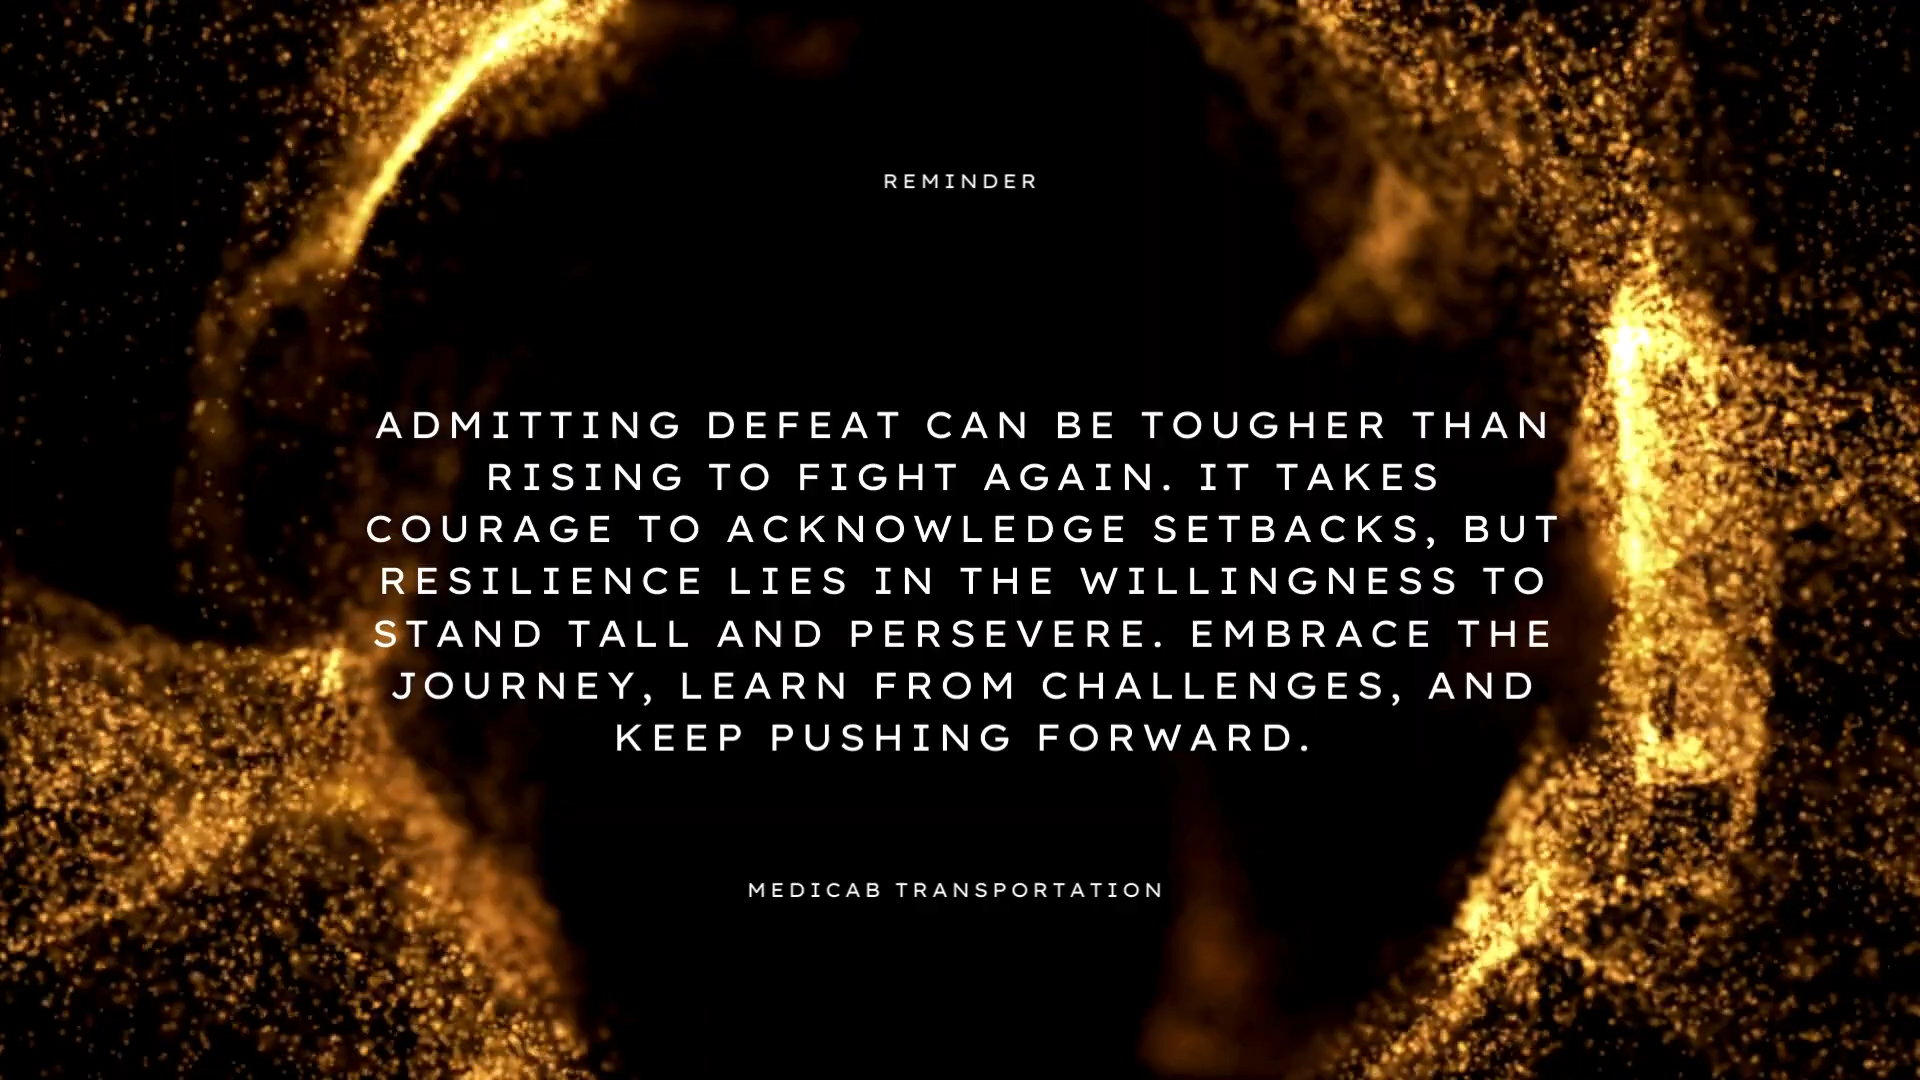 REMINDER
ADMITTING DEFEAT CAN BE TOUGHER THAN
RISING TO FIGHT AGAIN. IT TAKES
COURAGE TO ACKNOWLEDGE SETBACKS, BUT
RESILIENCE LIES IN THE WILLINGNESS TO
STAND TALL AND PERSEVERE. EMBRACE THE
JOURNEY, LEARN FROM CHALLENGES, AND
KEEP PUSHING FORWARD.
MEDICAB TRANSPORTATION